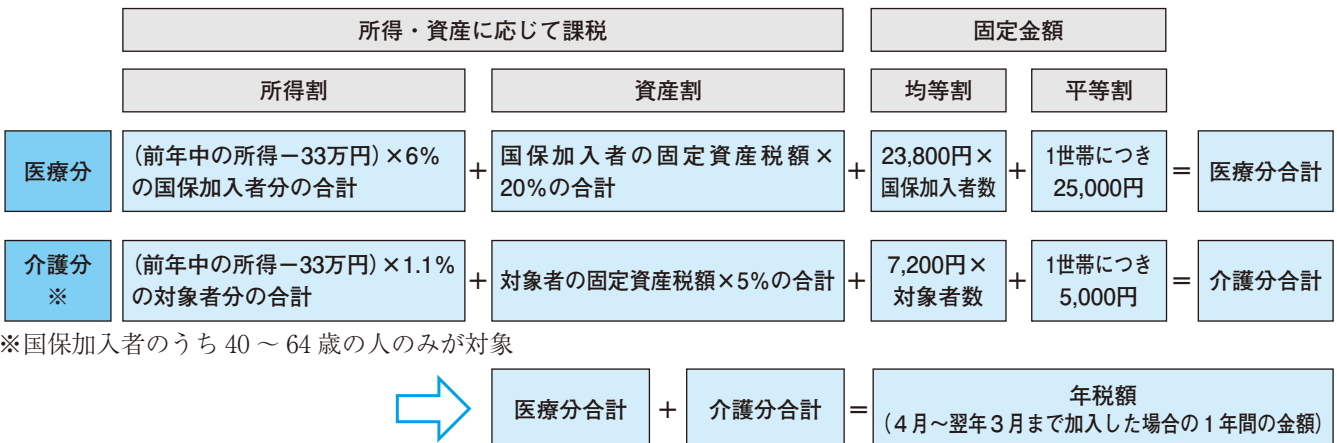 所得・資産に応じて課税
固定金額
所得割
資産割
均等割
平等割
医療分
(前年中の所得－33万円)×6%
の国保加入者分の合計
+
国保加入者の固定資産税額×
20%の合計
+
23,800円×
国保加入者数
+
1世帯につき
25,000円
=
医療分合計
介護分
※
(前年中の所得－33万円)×1.1%
の対象者分の合計
+
対象者の固定資産税額×5%の合計
+
7,200円×
対象者数
+
1世帯につき
5,000円
=
介護分合計
※国保加入者のうち 40 ～ 64 歳の人のみが対象
医療分合計
+
介護分合計
=
年税額
(4月～翌年3月まで加入した場合の1年間の金額)